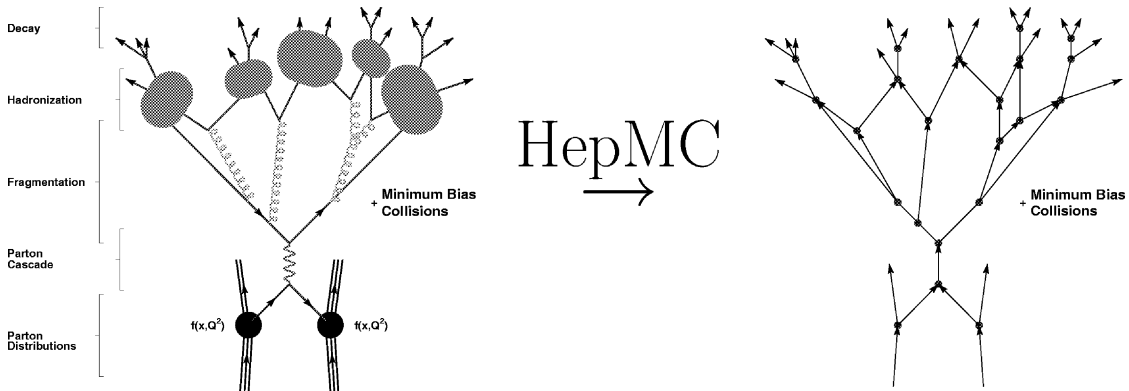 Decay
Hadronization
Fragmentation
Parton
Cascade
Parton
Distributions
f(x,Q²)
f(x,Q²)
+ Minimum Bias
Collisions
HepMC
+ Minimum Bias
Collisions